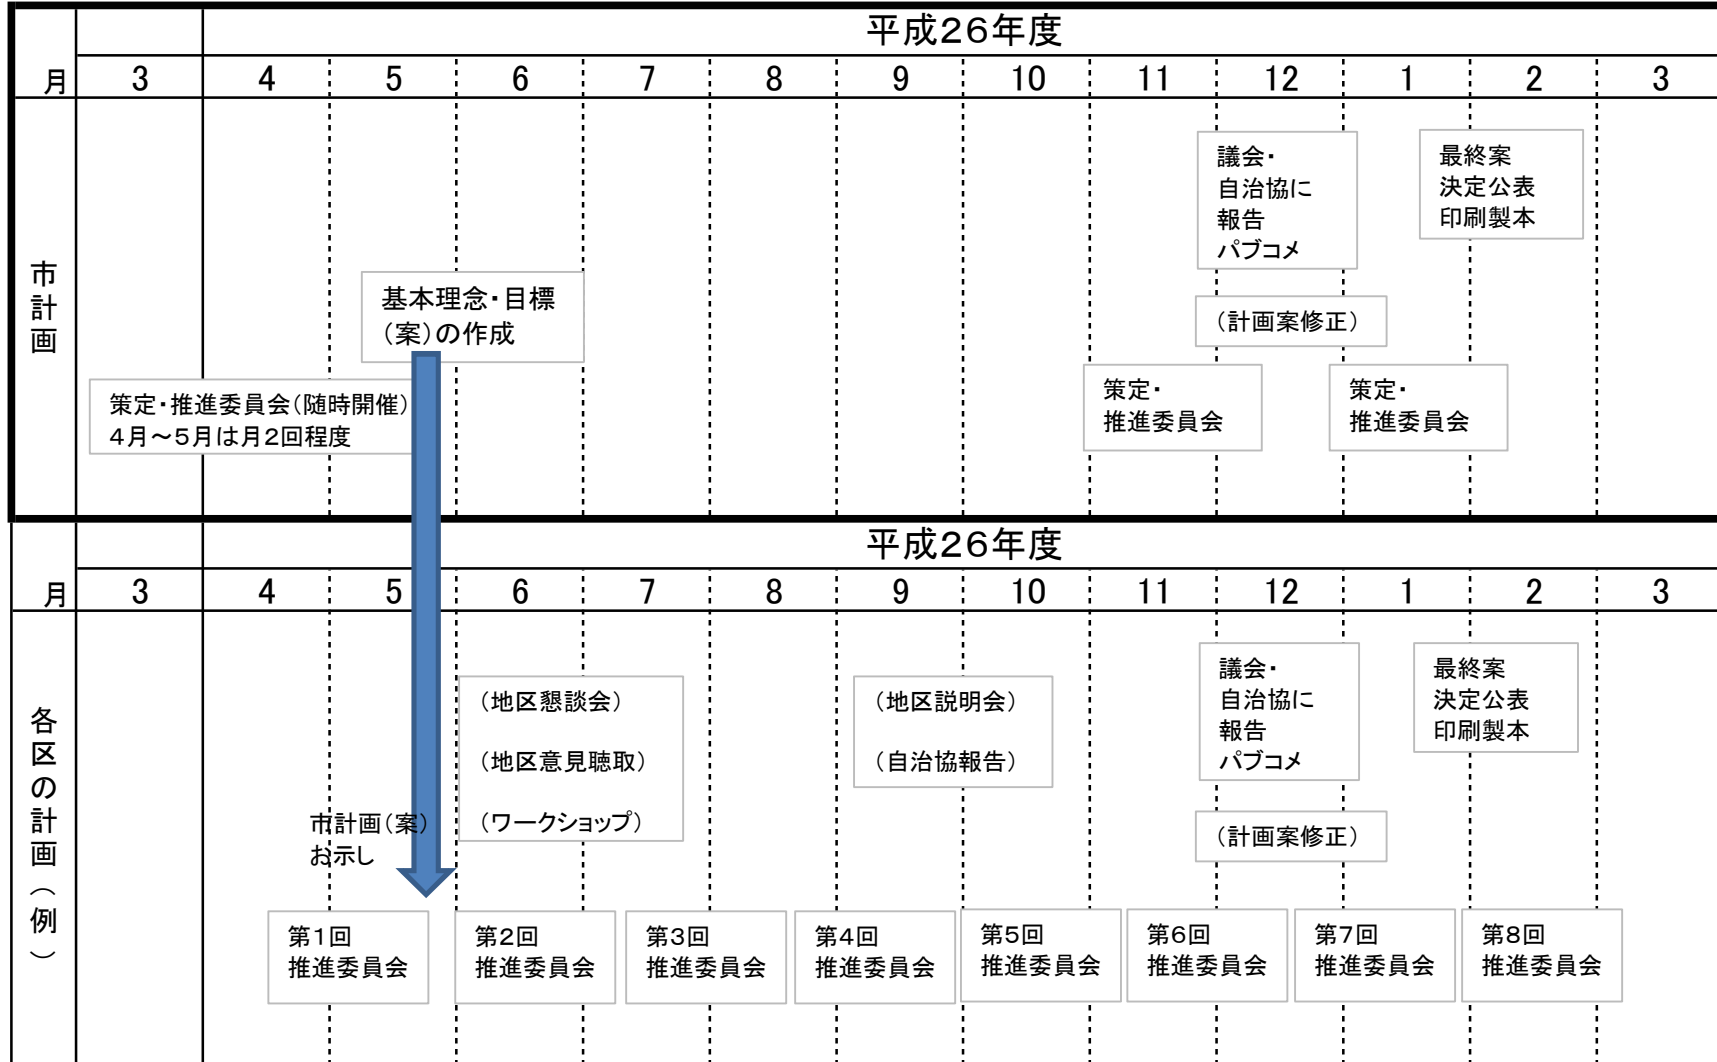 平成26年度
月 3 4 5 6 7 8 9 10 11 12 1 2 3
市計画
議会・
自治協に
報告
パブコメ
最終案
決定公表
印刷製本
基本理念・目標
（案）の作成
（計画案修正）
策定・推進委員会（随時開催）
4月～5月は月2回程度
策定・
推進委員会
策定・
推進委員会
平成26年度
月 3 4 5 6 7 8 9 10 11 12 1 2 3
各区の計画（例）
（地区懇談会）
（地区意見聴取）
（ワークショップ）
（地区説明会）
（自治協報告）
議会・
自治協に
報告
パブコメ
最終案
決定公表
印刷製本
市計画（案）
お示し
（計画案修正）
第1回
推進委員会
第2回
推進委員会
第3回
推進委員会
第4回
推進委員会
第5回
推進委員会
第6回
推進委員会
第7回
推進委員会
第8回
推進委員会